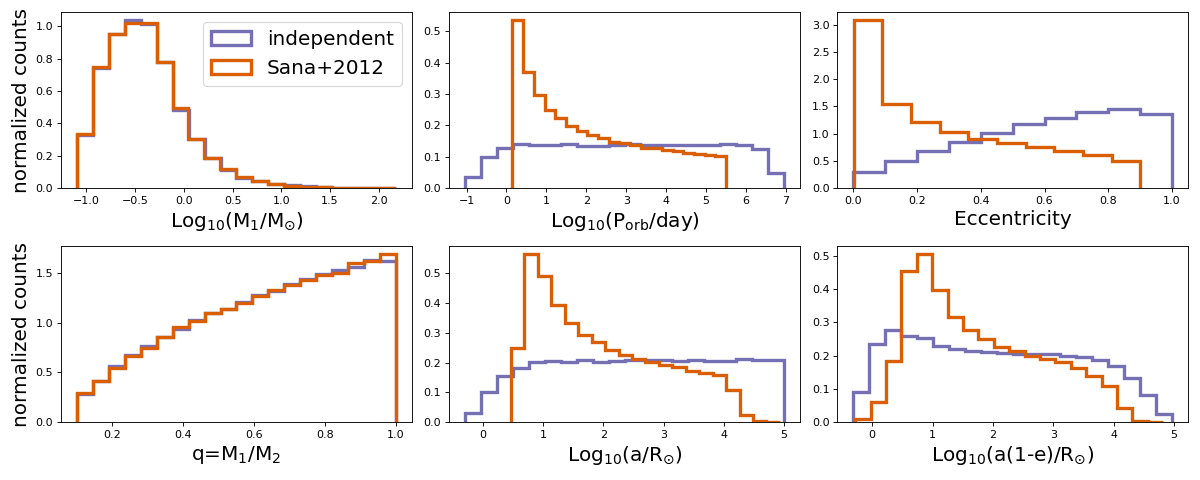 normalized counts
1.0
0.8
0.6
0.4
0.2
0.0
−1.0 −0.5 0.0 0.5 1.0 1.5 2.0
Log₁₀(M₁/M☉)
independent
Sana+2012
0.5
0.4
0.3
0.2
0.1
0.0
−1 0 1 2 3 4 5 6 7
Log₁₀(Pₒᵣb/day)
3.0
2.5
2.0
1.5
1.0
0.5
0.0
0.0 0.2 0.4 0.6 0.8 1.0
Eccentricity
normalized counts
1.5
1.0
0.5
0.0
0.2 0.4 0.6 0.8 1.0
q=M₁/M₂
0.5
0.4
0.3
0.2
0.1
0.0
0 1 2 3 4 5
Log₁₀(a/R☉)
0.5
0.4
0.3
0.2
0.1
0.0
0 1 2 3 4 5
Log₁₀(a(1-e)/R☉)